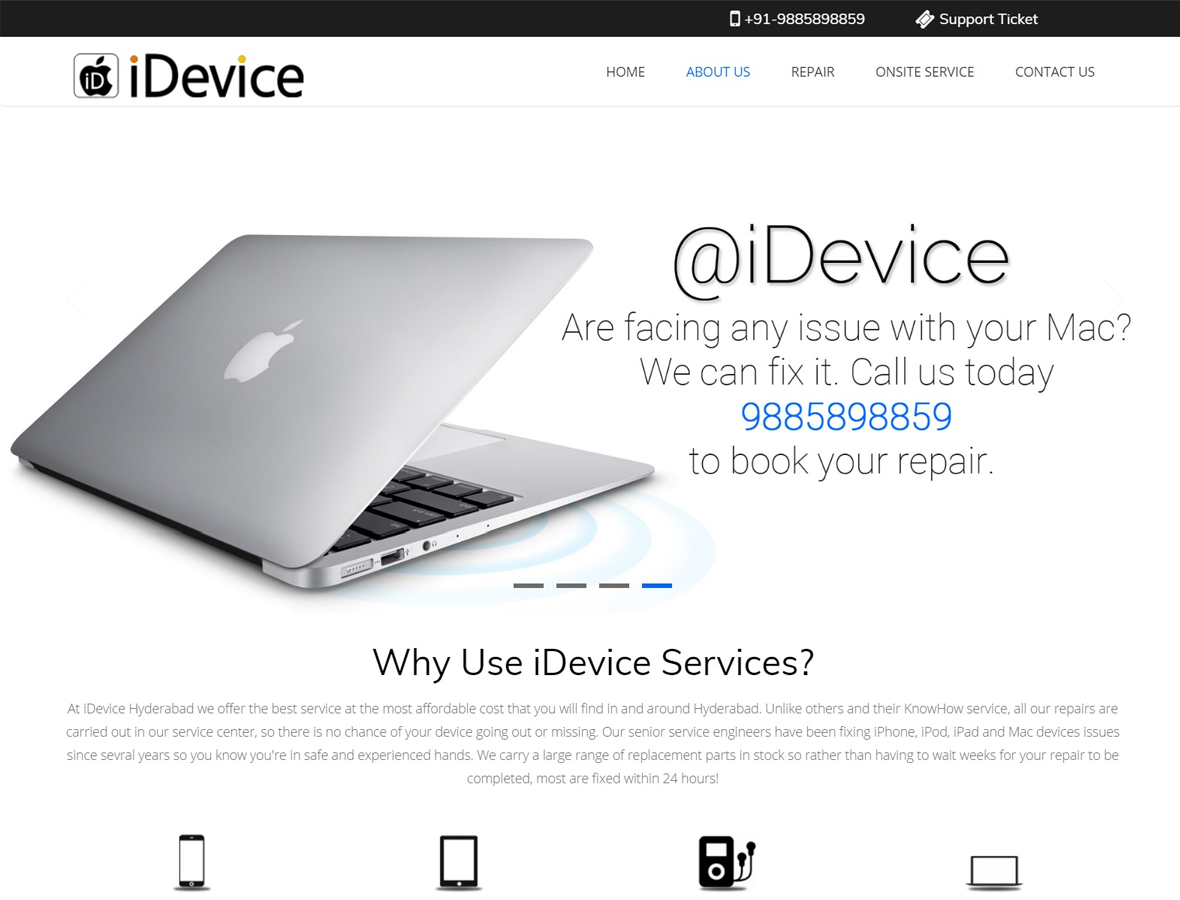 +91-9885898859 Support Ticket
iD iDevice
HOME ABOUT US REPAIR ONSITE SERVICE CONTACT US
@iDevice
Are facing any issue with your Mac?
We can fix it. Call us today
9885898859
to book your repair.
Why Use iDevice Services?
At iDevice Hyderabad we offer the best service at the most affordable cost that you will find in and around Hyderabad. Unlike others and their KnowHow service, all our repairs are
carried out in our service center, so there is no chance of your device going out or missing. Our senior service engineers have been fixing iPhone, iPod, iPad and Mac devices issues
since sevral years so you know you're in safe and experienced hands. We carry a large range of replacement parts in stock so rather than having to wait weeks for your repair to be
completed, most are fixed within 24 hours!